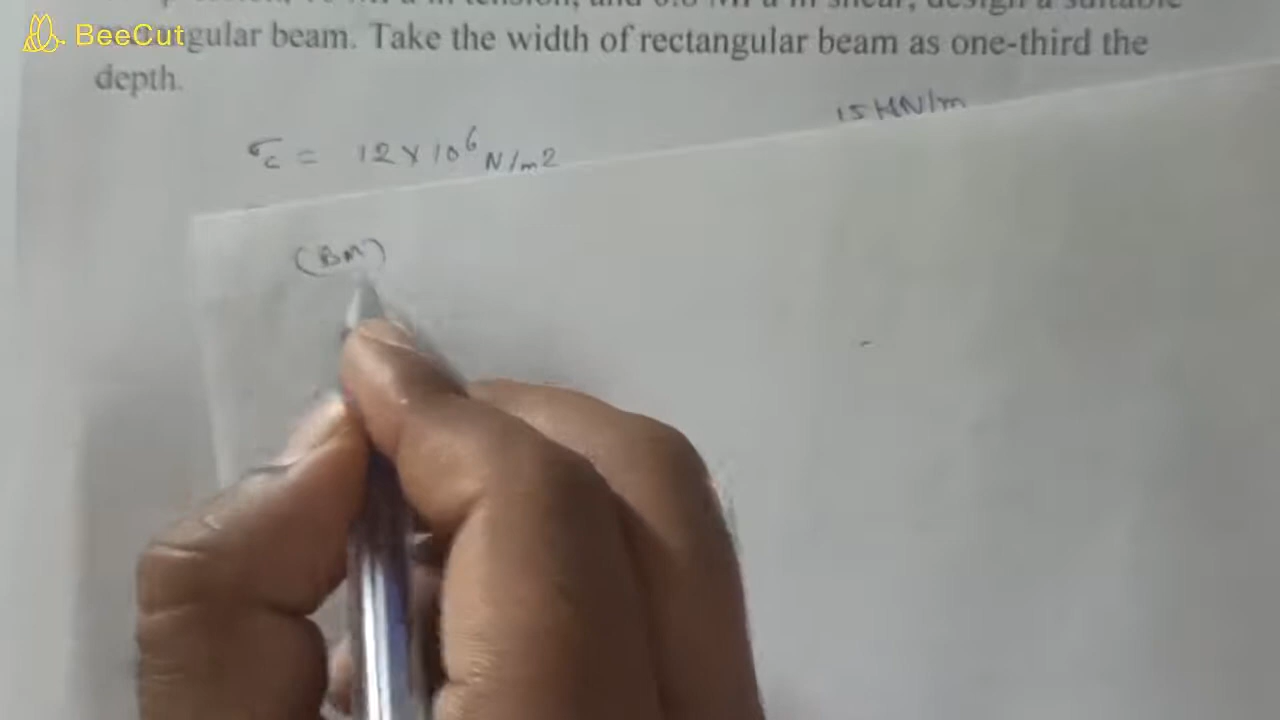 BeeCut
gular beam. Take the width of rectangular beam as one-third the
depth.
15 kN/m
σc = 12 × 10⁶ N/m2
(BM)